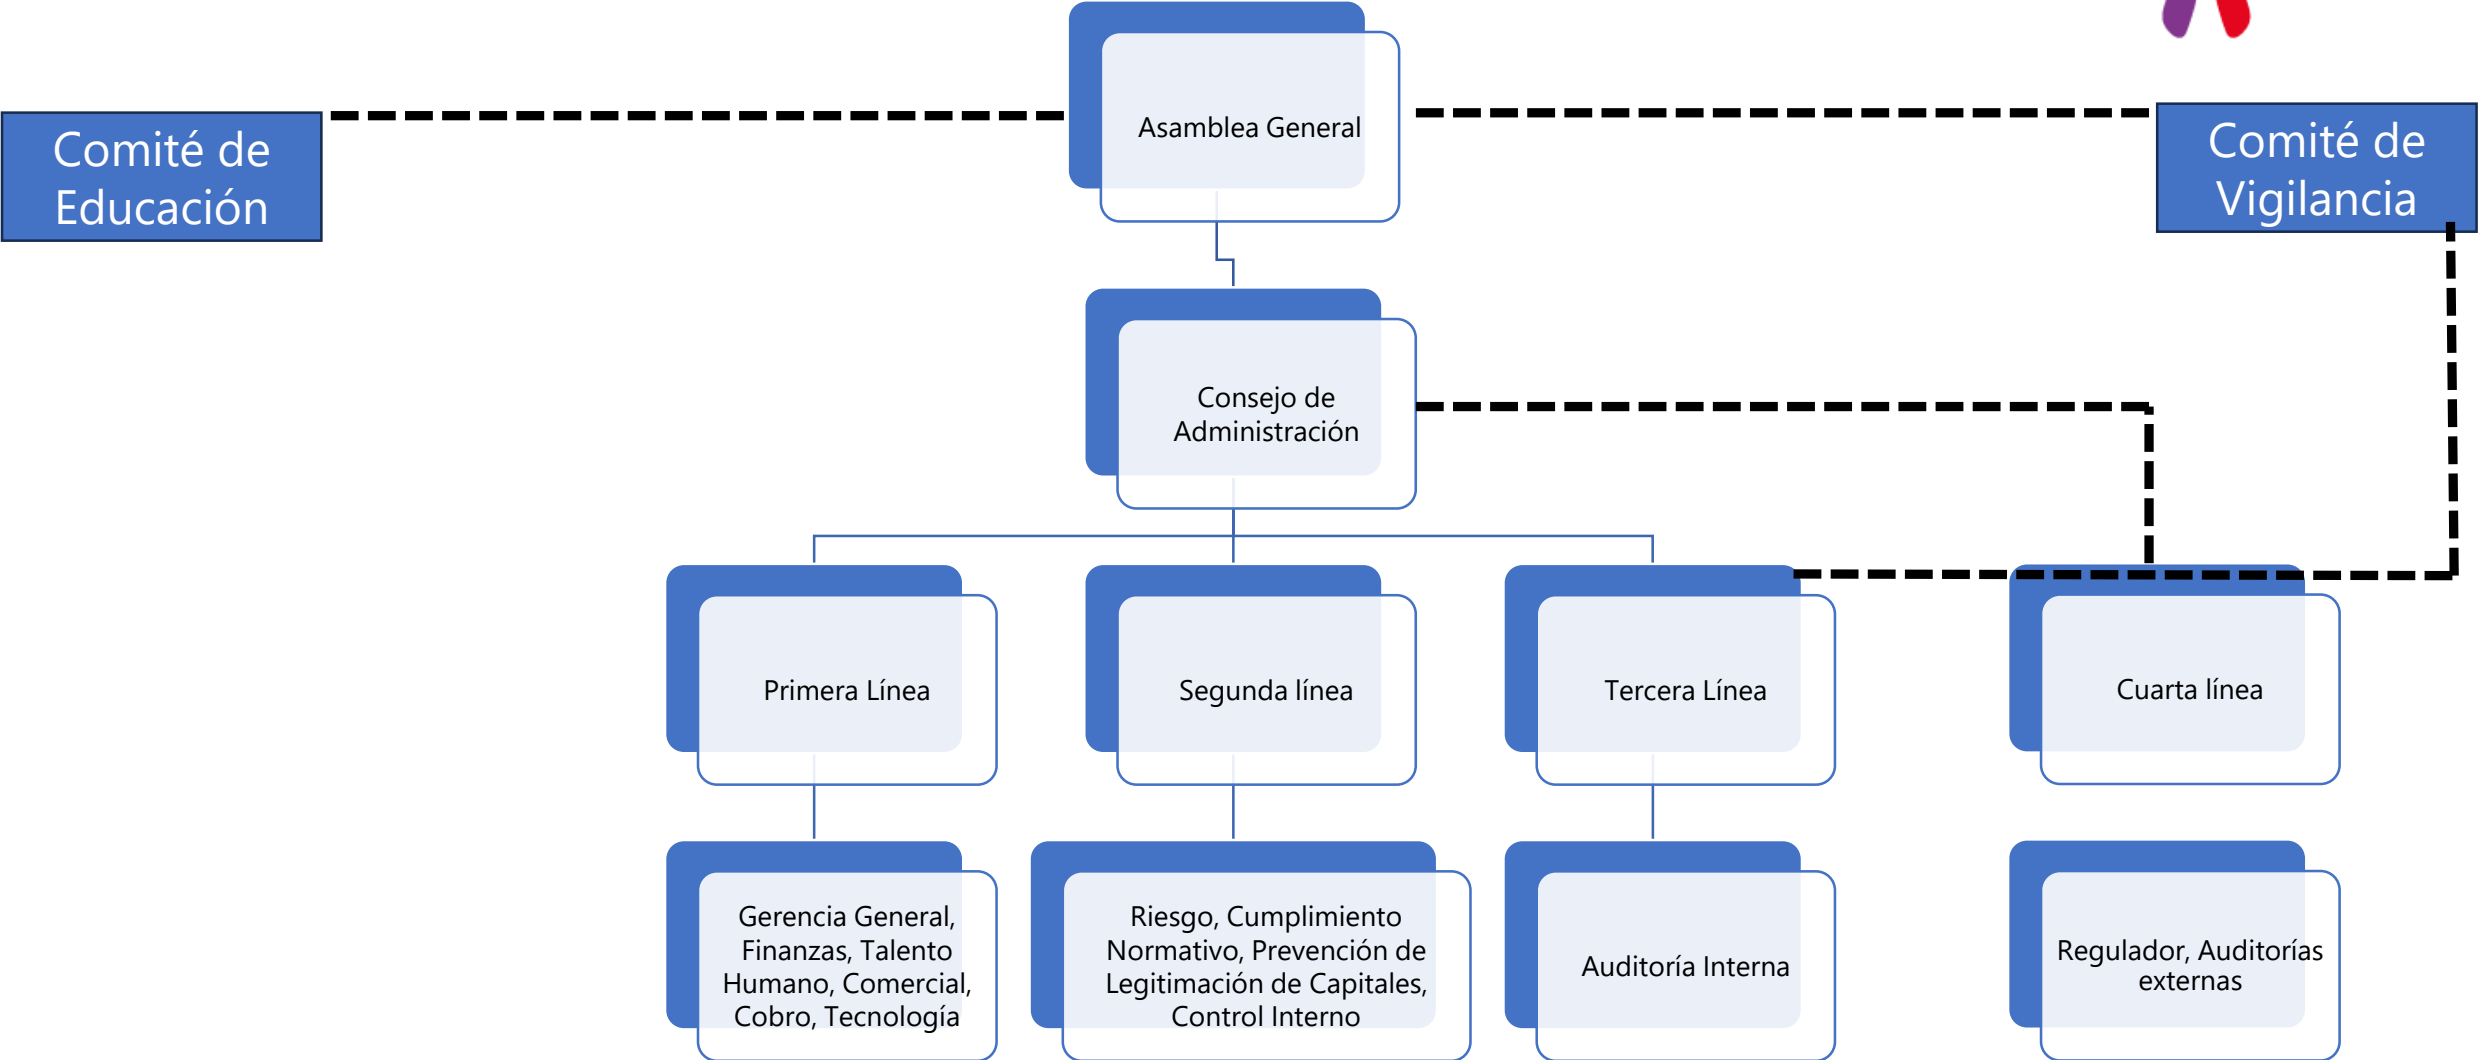 Asamblea General
Comité de
Educación
Comité de
Vigilancia
Consejo de
Administración
Primera Línea
Segunda línea
Tercera Línea
Cuarta línea
Gerencia General,
Finanzas, Talento
Humano, Comercial,
Cobro, Tecnología
Riesgo, Cumplimiento
Normativo, Prevención de
Legitimación de Capitales,
Control Interno
Auditoría Interna
Regulador, Auditorías
externas